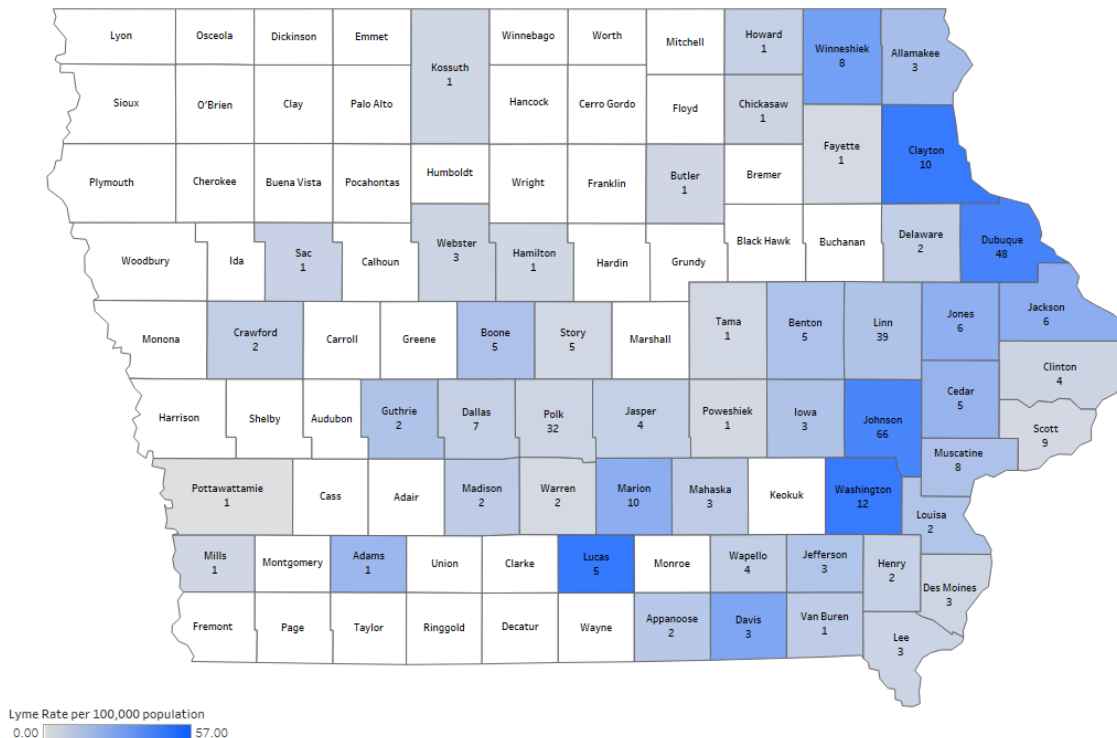 Lyon
Osceola
Dickinson
Emmet
Kossuth
1
Winnebago
Worth
Mitchell
Howard
1
Winneshiek
8
Allamakee
3
Sioux
O'Brien
Clay
Palo Alto
Hancock
Cerro Gordo
Floyd
Chickasaw
1
Fayette
1
Clayton
10
Plymouth
Cherokee
Buena Vista
Pocahontas
Humboldt
Wright
Franklin
Butler
1
Bremer
Woodbury
Ida
Sac
1
Calhoun
Webster
3
Hamilton
1
Hardin
Grundy
Black Hawk
Buchanan
Delaware
2
Dubuque
48
Monona
Crawford
2
Carroll
Greene
Boone
5
Story
5
Marshall
Tama
1
Benton
5
Linn
39
Jones
6
Jackson
6
Clinton
4
Harrison
Shelby
Audubon
Guthrie
2
Dallas
7
Polk
32
Jasper
4
Poweshiek
1
Iowa
3
Johnson
66
Cedar
5
Scott
9
Muscatine
8
Pottawattamie
1
Cass
Adair
Madison
2
Warren
2
Marion
10
Mahaska
3
Keokuk
Washington
12
Louisa
2
Mills
1
Montgomery
Adams
1
Union
Clarke
Lucas
5
Monroe
Wapello
4
Jefferson
3
Henry
2
Des Moines
3
Fremont
Page
Taylor
Ringgold
Decatur
Wayne
Appanoose
2
Davis
3
Van Buren
1
Lee
3
Lyme Rate per 100,000 population
0.00 57.00